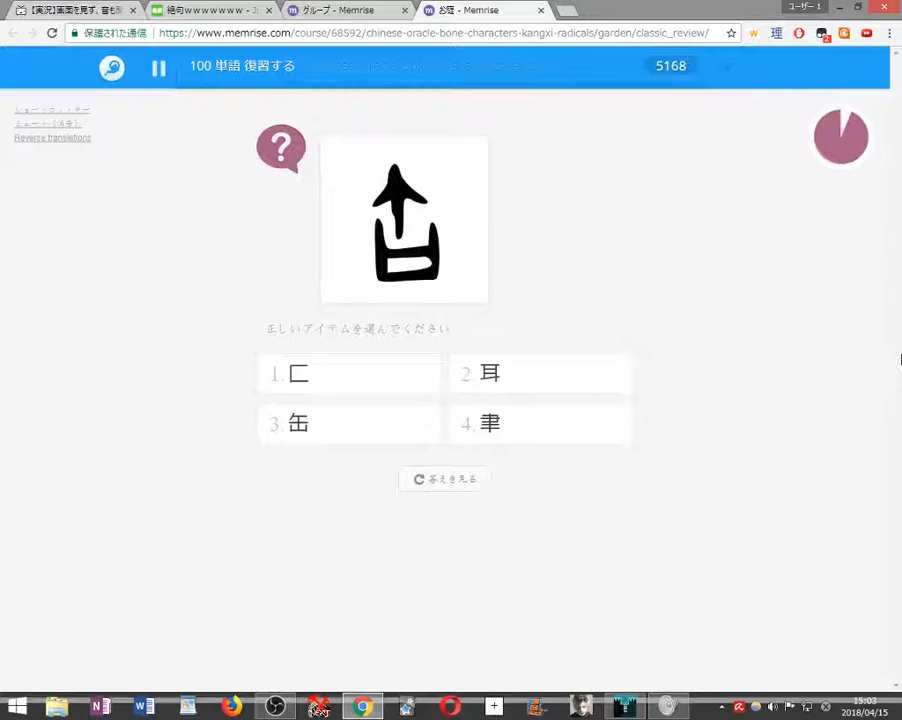 【実況】画面を見ず、音も
絶句ｗｗｗｗｗｗｗ - J
グループ - Memrise
お庭 - Memrise
ユーザー 1
保護された通信
https://www.memrise.com/course/68592/chinese-oracle-bone-characters-kangxi-radicals/garden/classic_review/
100 単語 復習する
5168
Reverse translations
正しいアイテムを選んでください
1. 匚
2. 耳
3. 缶
4. 聿
答えを見る
15:03
2018/04/15